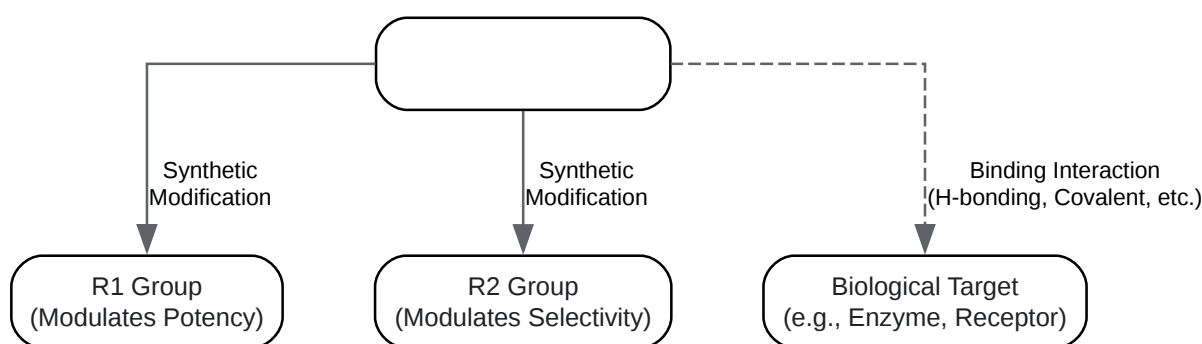 Synthetic
Modification
Synthetic
Modification
Binding Interaction
(H-bonding, Covalent, etc.)
R1 Group
(Modulates Potency)
R2 Group
(Modulates Selectivity)
Biological Target
(e.g., Enzyme, Receptor)